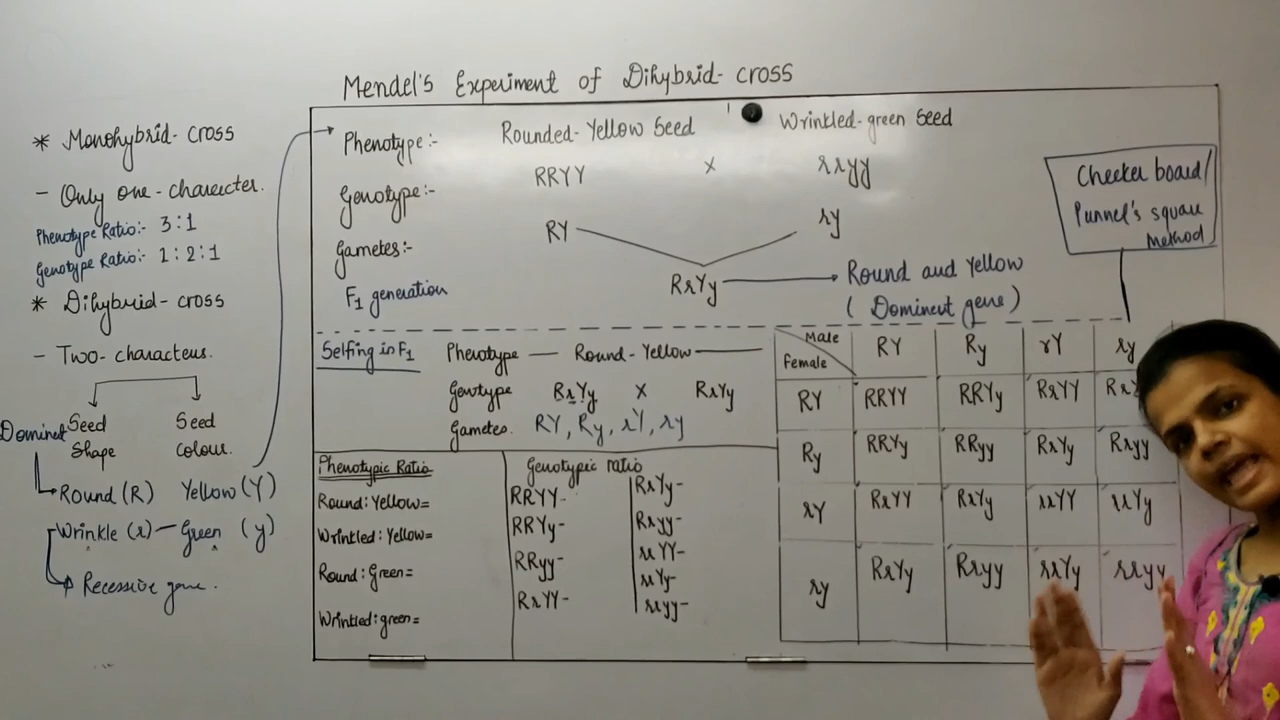 Mendel's Experiment of Dihybrid-cross
* Monohybrid-cross
- Only one-charecter.
Phenotype Ratio:- 3:1
Genotype Ratio:- 1:2:1
* Dihybrid-cross
- Two-characteus.
Seed Shape
Seed colour.
Dominet
Round (R) Yellow (Y)
Wrinkle (r) - Green (y)
Recessive gene.
Phenotype:- Rounded-Yellow Seed Wrinkled-green Seed
Genotype:- RRYY x rryy
Gametes:- RY ry
F1 generation RrYy Round and Yellow
(Dominent gene)
Checker board/
Punnel's square
Method
Selfing in F1 Phenotype — Round-Yellow
Genotype RrYy x RrYy
Gametes. RY, Ry, rY, ry
Phenotypic Ratio
Round: Yellow=
Wrinkled: Yellow=
Round: Green=
Wrinkled: green=
Genotypic ratio
RRYY- RrYy-
RRYy- Rryy-
RRyy- rrYY-
RrYY- rrYy-
rryy-
Male
Female
RY Ry rY ry
RY RRYY RRYy RrYY
Ry RRYy RRyy RrYy Rryy
rY RrYY RrYy rrYY rrYy
ry RrYy Rryy rrYy rryy